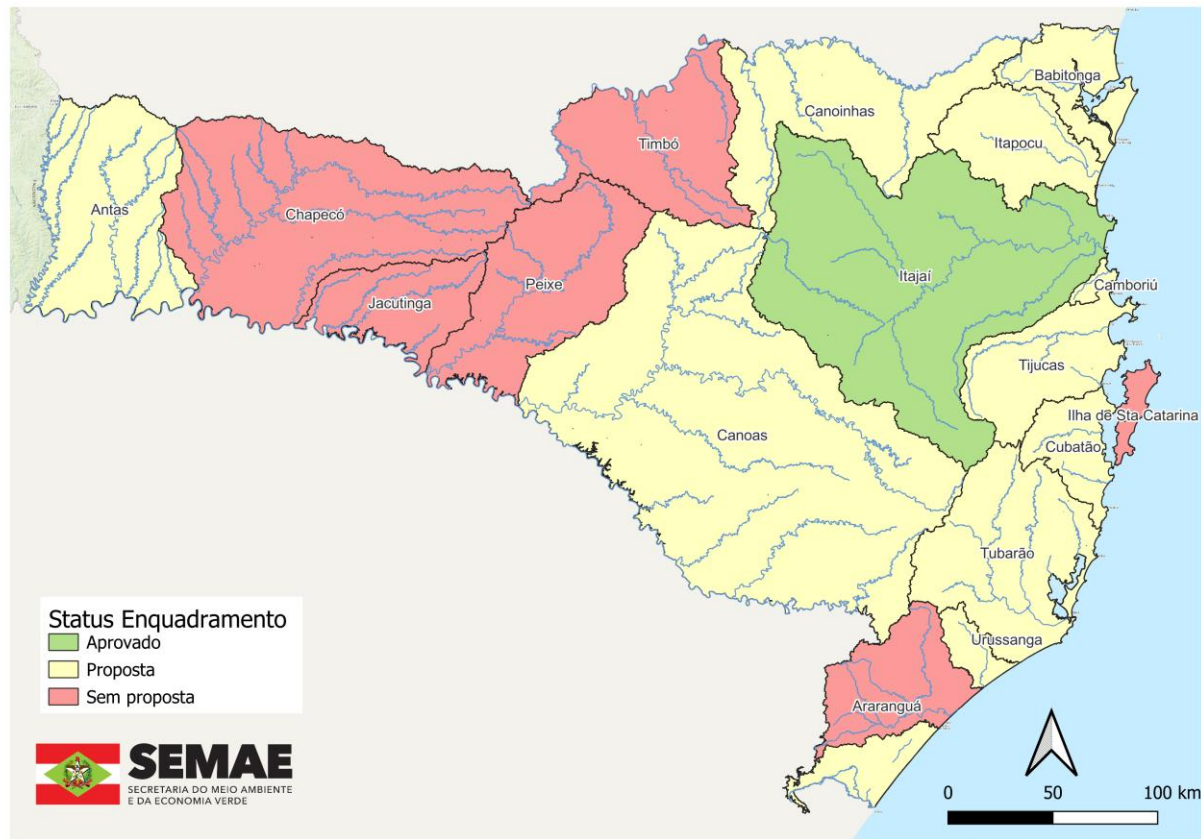 Babitonga
Canoinhas
Timbó
Itapocu
Antas
Chapecó
Itajaí
Peixe
Camboriú
Jacutinga
Tijucas
Ilha de Sta Catarina
Canoas
Cubatão
Tubarão
Urussanga
Araranguá
Status Enquadramento
Aprovado
Proposta
Sem proposta
SEMAE
SECRETARIA DO MEIO AMBIENTE
E DA ECONOMIA VERDE
0 50 100 km